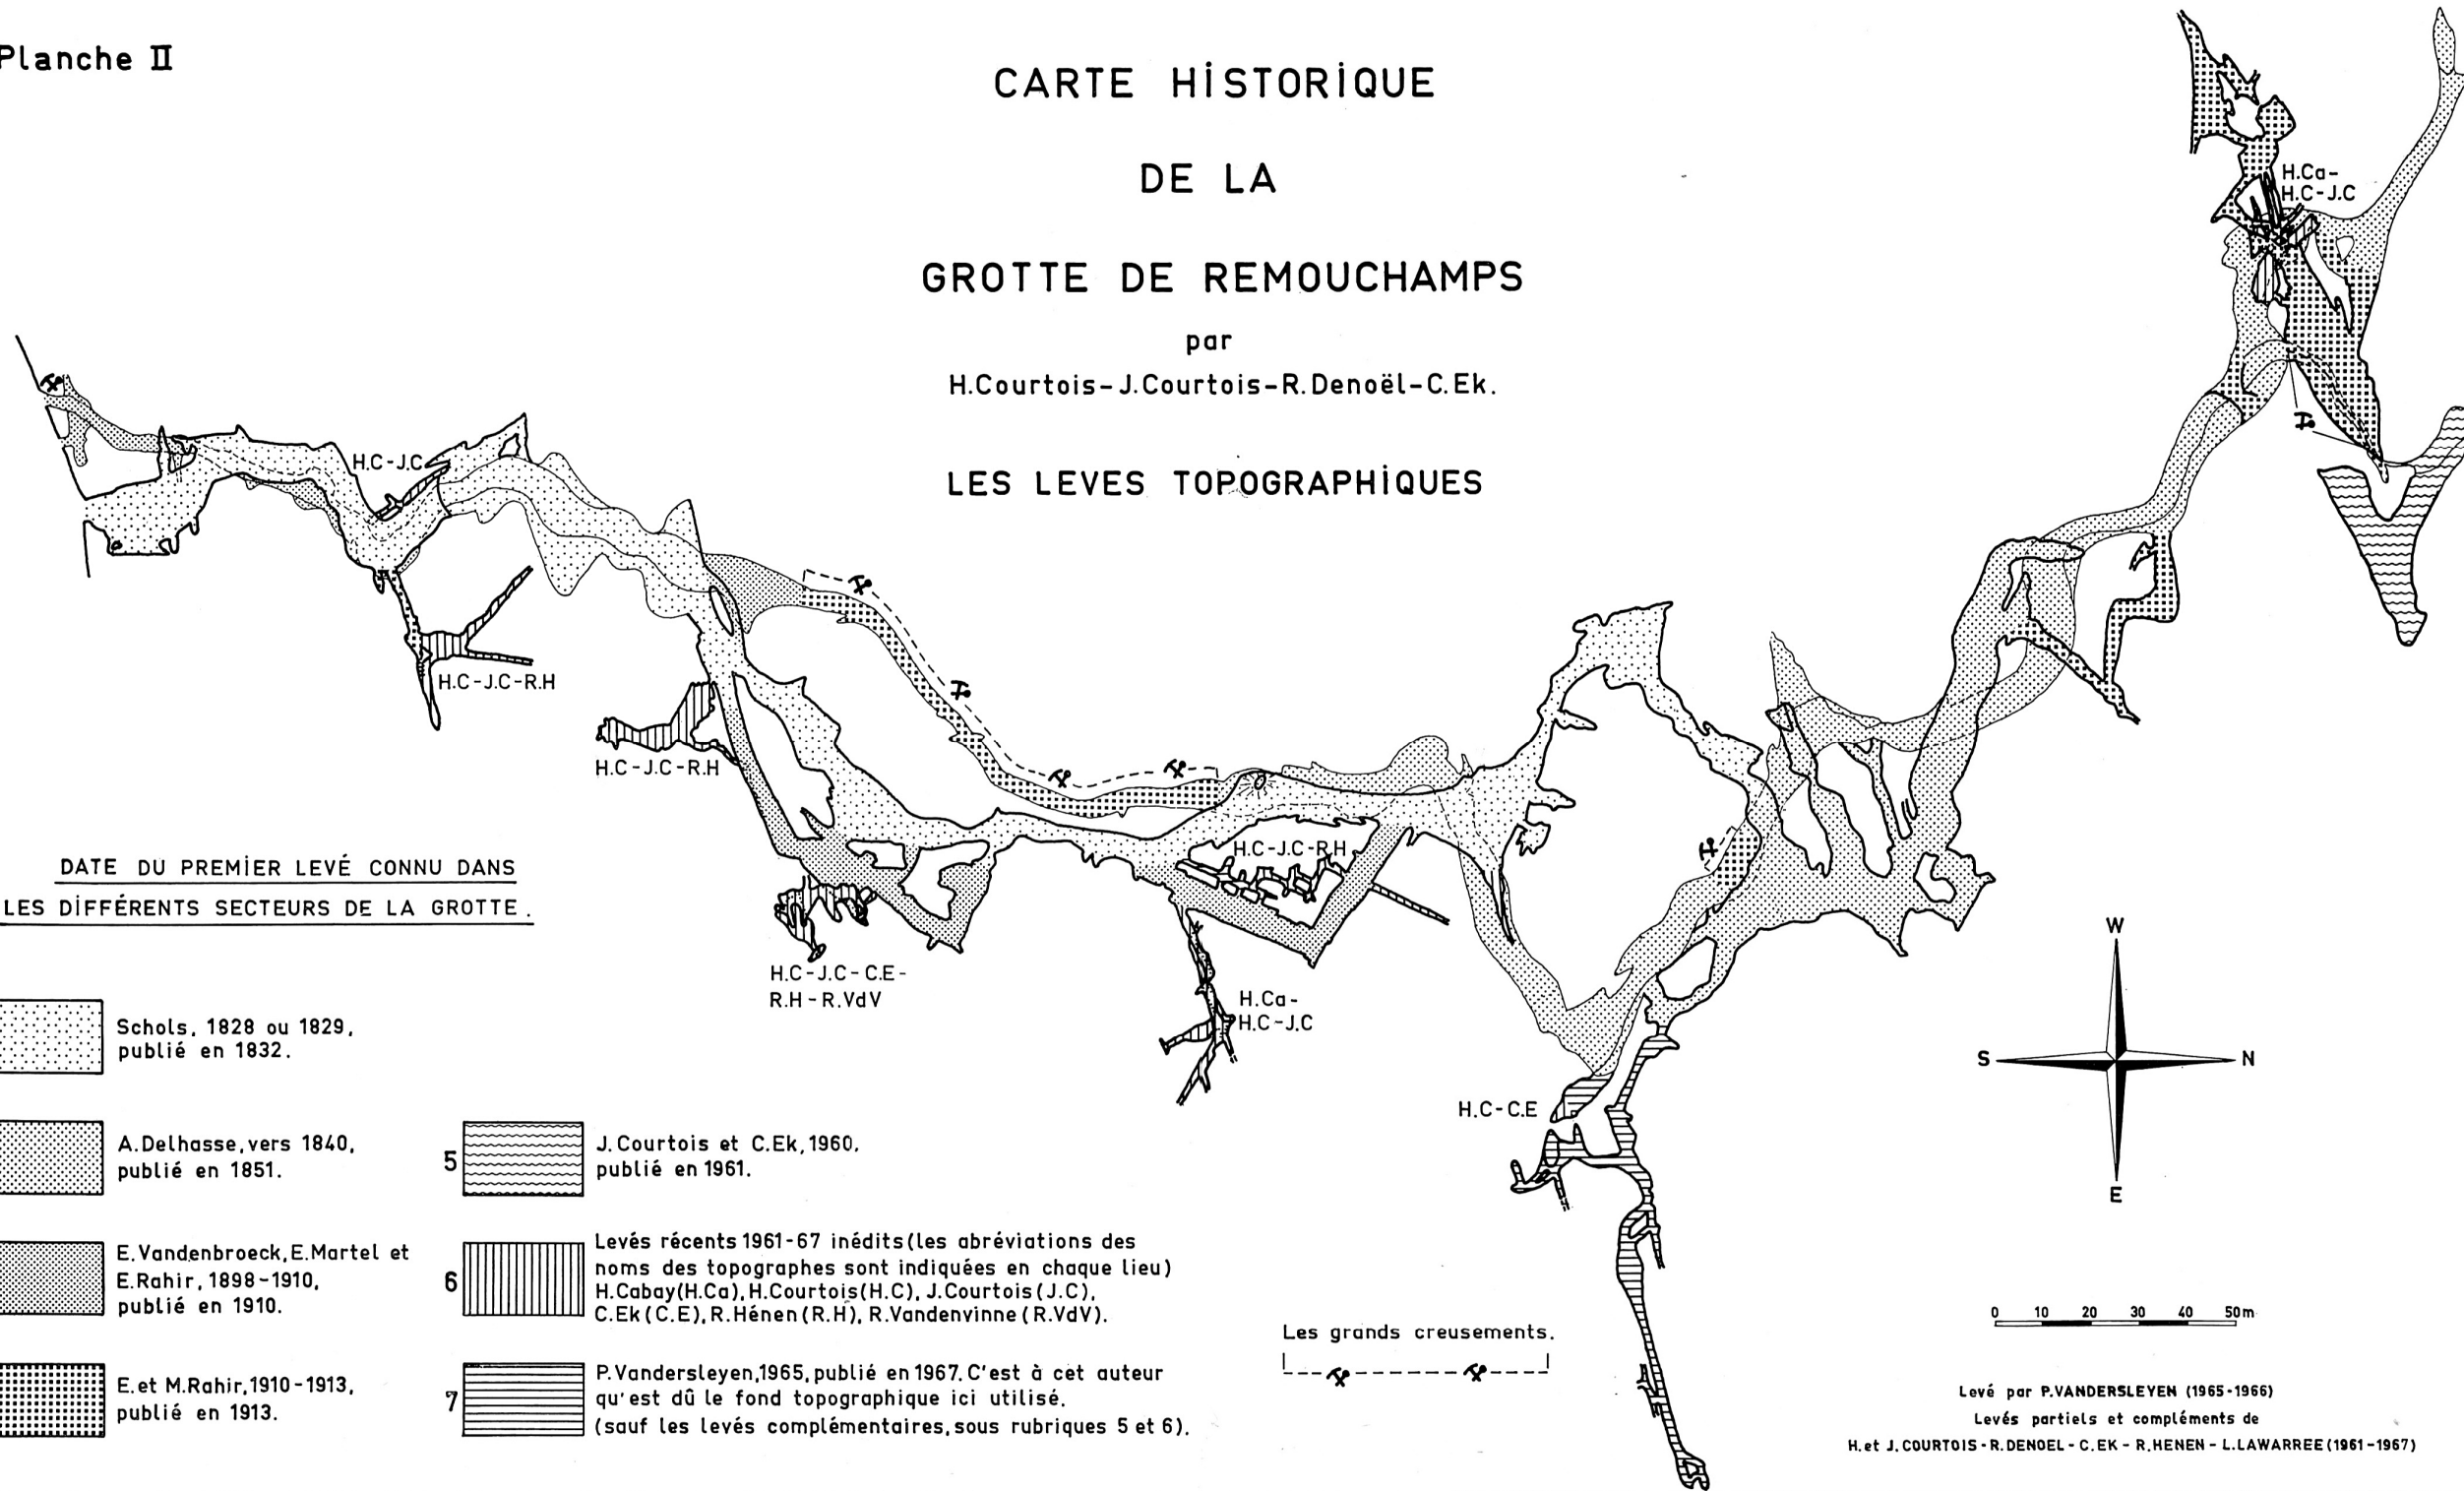 Planche II
CARTE HISTORIQUE
DE LA
GROTTE DE REMOUCHAMPS
par
H.Courtois-J.Courtois-R.Denoël-C.Ek.
LES LEVES TOPOGRAPHIQUES
H.Ca-
H.C-J.C
H.C-J.C
H.C-J.C-R.H
H.C-J.C-R.H
H.C-J.C-R.H
H.C-J.C-C.E-
R.H-R.VdV
H.Ca-
H.C-J.C
H.C-C.E
DATE DU PREMIER LEVÉ CONNU DANS
LES DIFFÉRENTS SECTEURS DE LA GROTTE.
Schols, 1828 ou 1829,
publié en 1832.
A.Delhasse, vers 1840,
publié en 1851.
E.Vandenbroeck, E.Martel et
E.Rahir, 1898-1910,
publié en 1910.
E.et M.Rahir, 1910-1913,
publié en 1913.
5
J.Courtois et C.Ek, 1960,
publié en 1961.
6
Levés récents 1961-67 inédits (les abréviations des
noms des topographes sont indiquées en chaque lieu)
H.Cabay(H.Ca), H.Courtois(H.C), J.Courtois(J.C),
C.Ek(C.E), R.Hénen(R.H), R.Vandenvinne(R.VdV).
7
P.Vandersleyen, 1965, publié en 1967. C'est à cet auteur
qu'est dû le fond topographique ici utilisé.
(sauf les levés complémentaires, sous rubriques 5 et 6).
Les grands creusements.
W
S
N
E
0 10 20 30 40 50m
Levé par P.VANDERSLEYEN (1965-1966)
Levés partiels et compléments de
H.et J.COURTOIS-R.DENOEL-C.EK-R.HENEN-L.LAWARREE (1961-1967)